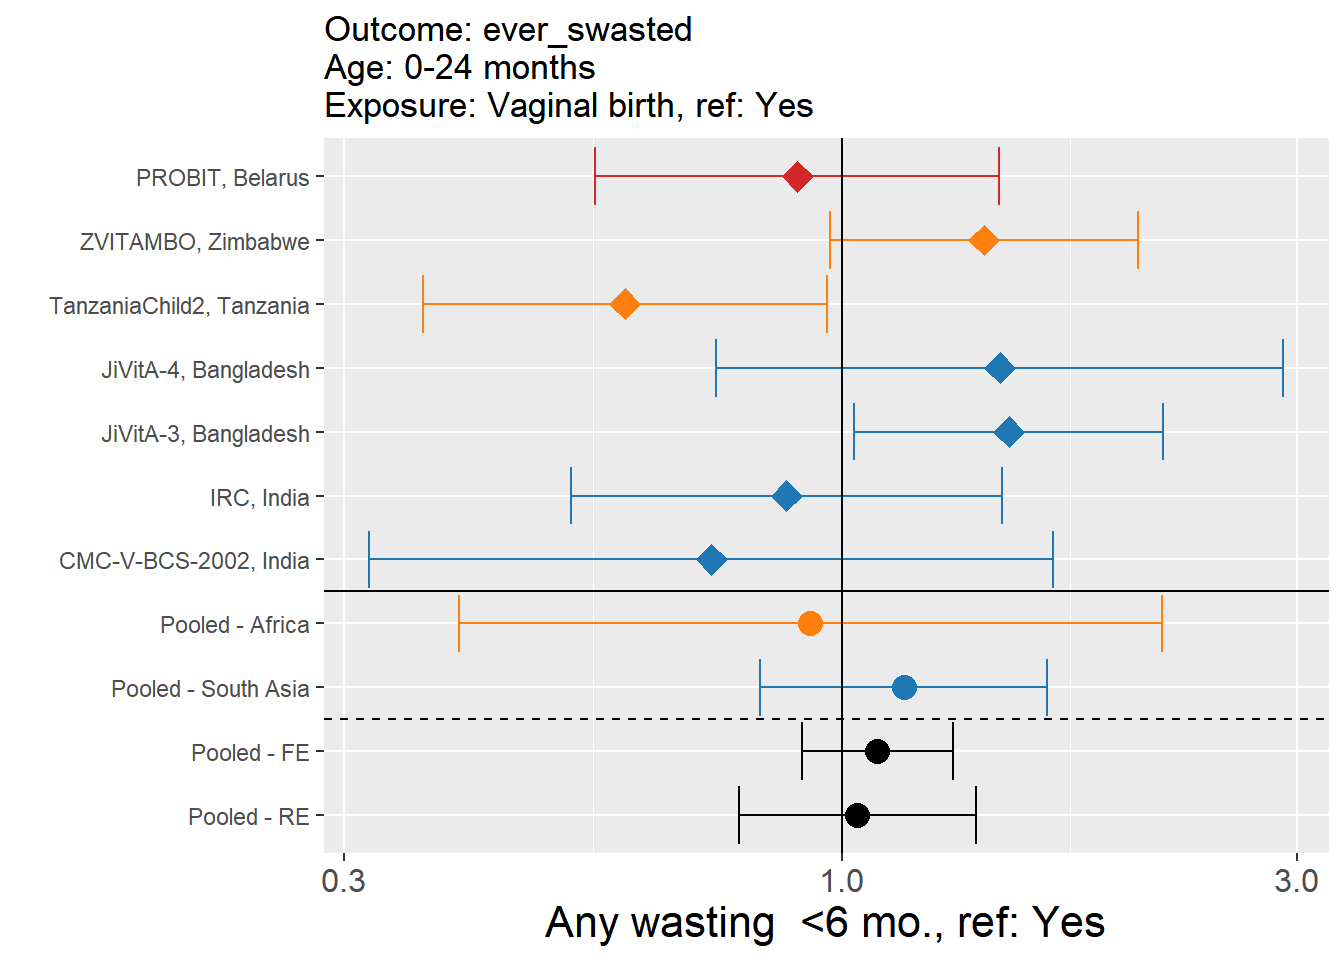 Outcome: ever_swasted
Age: 0-24 months
Exposure: Vaginal birth, ref: Yes
PROBIT, Belarus
ZVITAMBO, Zimbabwe
TanzaniaChild2, Tanzania
JiVitA-4, Bangladesh
JiVitA-3, Bangladesh
IRC, India
CMC-V-BCS-2002, India
Pooled - Africa
Pooled - South Asia
Pooled - FE
Pooled - RE
0.3 1.0 3.0
Any wasting  <6 mo., ref: Yes